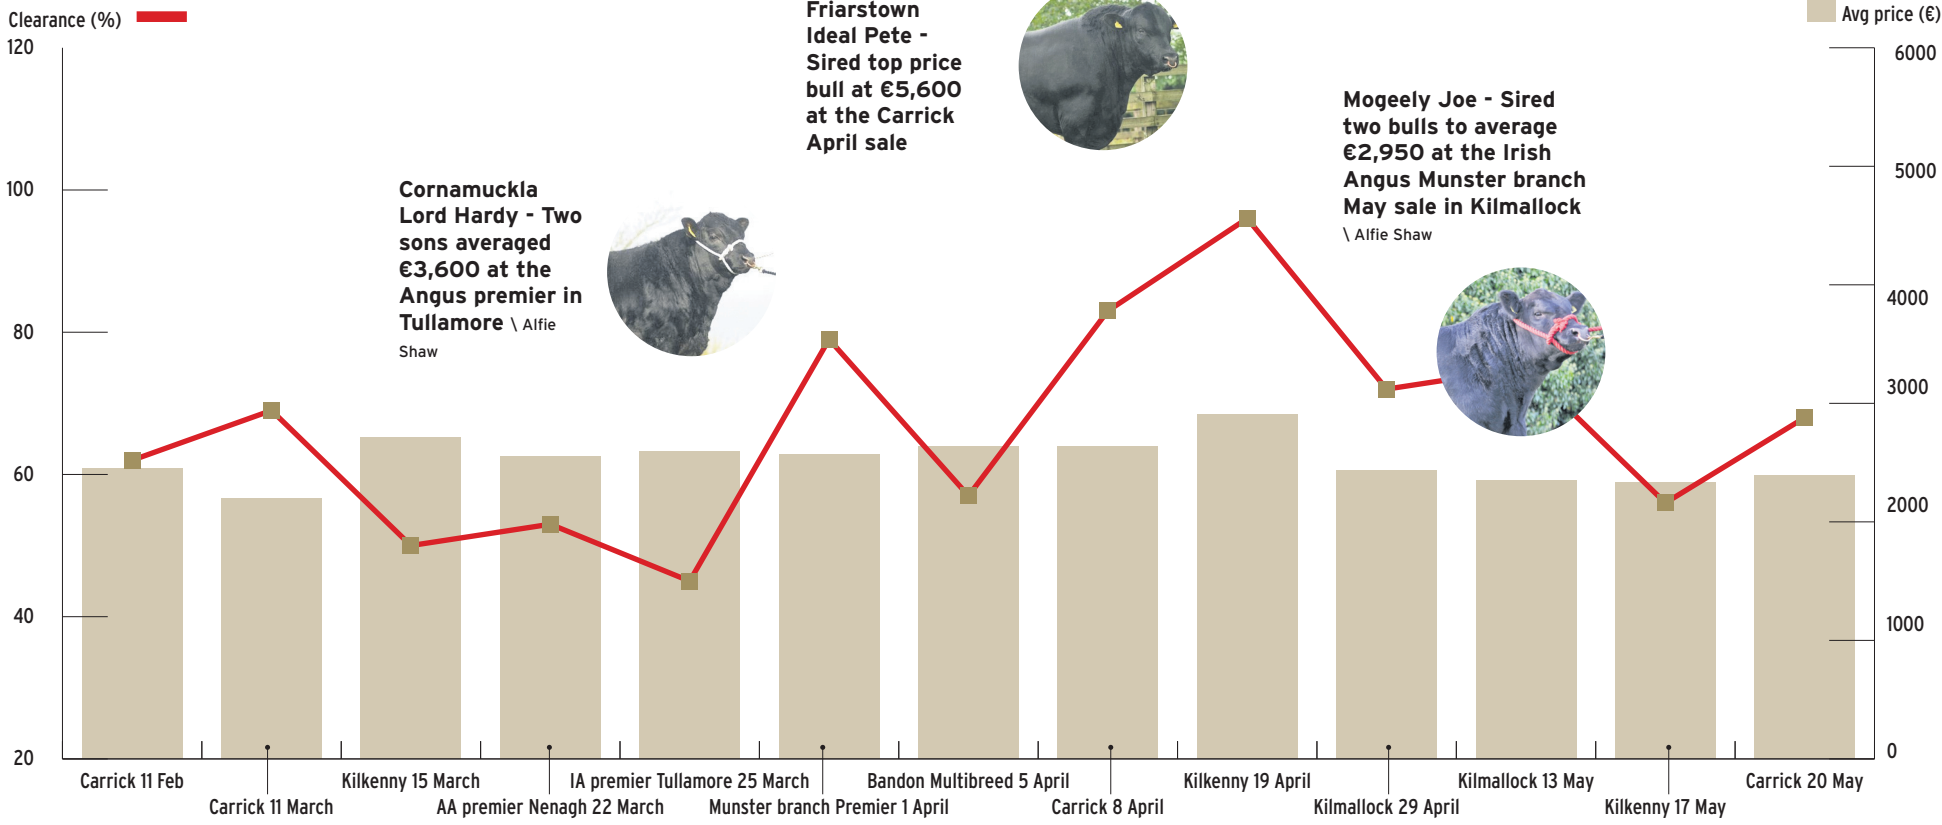 Clearance (%)
Avg price (€)
120
100
80
60
40
20
6000
5000
4000
3000
2000
1000
0
Cornamuckla
Lord Hardy - Two
sons averaged
€3,600 at the
Angus premier in
Tullamore \ Alfie
Shaw
Friarstown
Ideal Pete -
Sired top price
bull at €5,600
at the Carrick
April sale
Mogeely Joe - Sired
two bulls to average
€2,950 at the Irish
Angus Munster branch
May sale in Kilmallock
\ Alfie Shaw
Carrick 11 Feb
Carrick 11 March
Kilkenny 15 March
AA premier Nenagh 22 March
IA premier Tullamore 25 March
Munster branch Premier 1 April
Bandon Multibreed 5 April
Carrick 8 April
Kilkenny 19 April
Kilmallock 29 April
Kilmallock 13 May
Kilkenny 17 May
Carrick 20 May